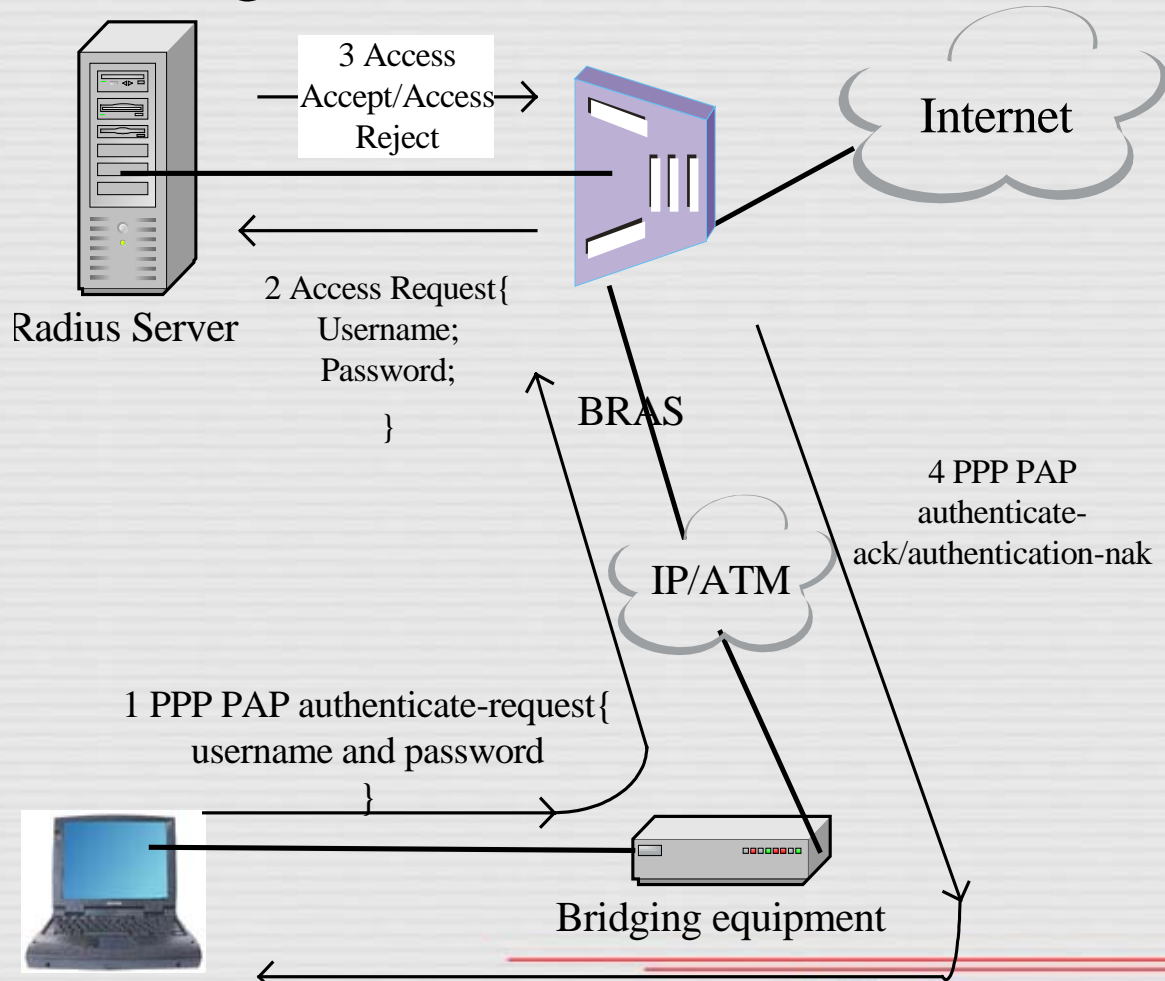 3 Access
Accept/Access
Reject
Internet
2 Access Request{
Username;
Password;
}
Radius Server
BRAS
4 PPP PAP
authenticate-
ack/authentication-nak
IP/ATM
1 PPP PAP authenticate-request{
username and password
}
Bridging equipment